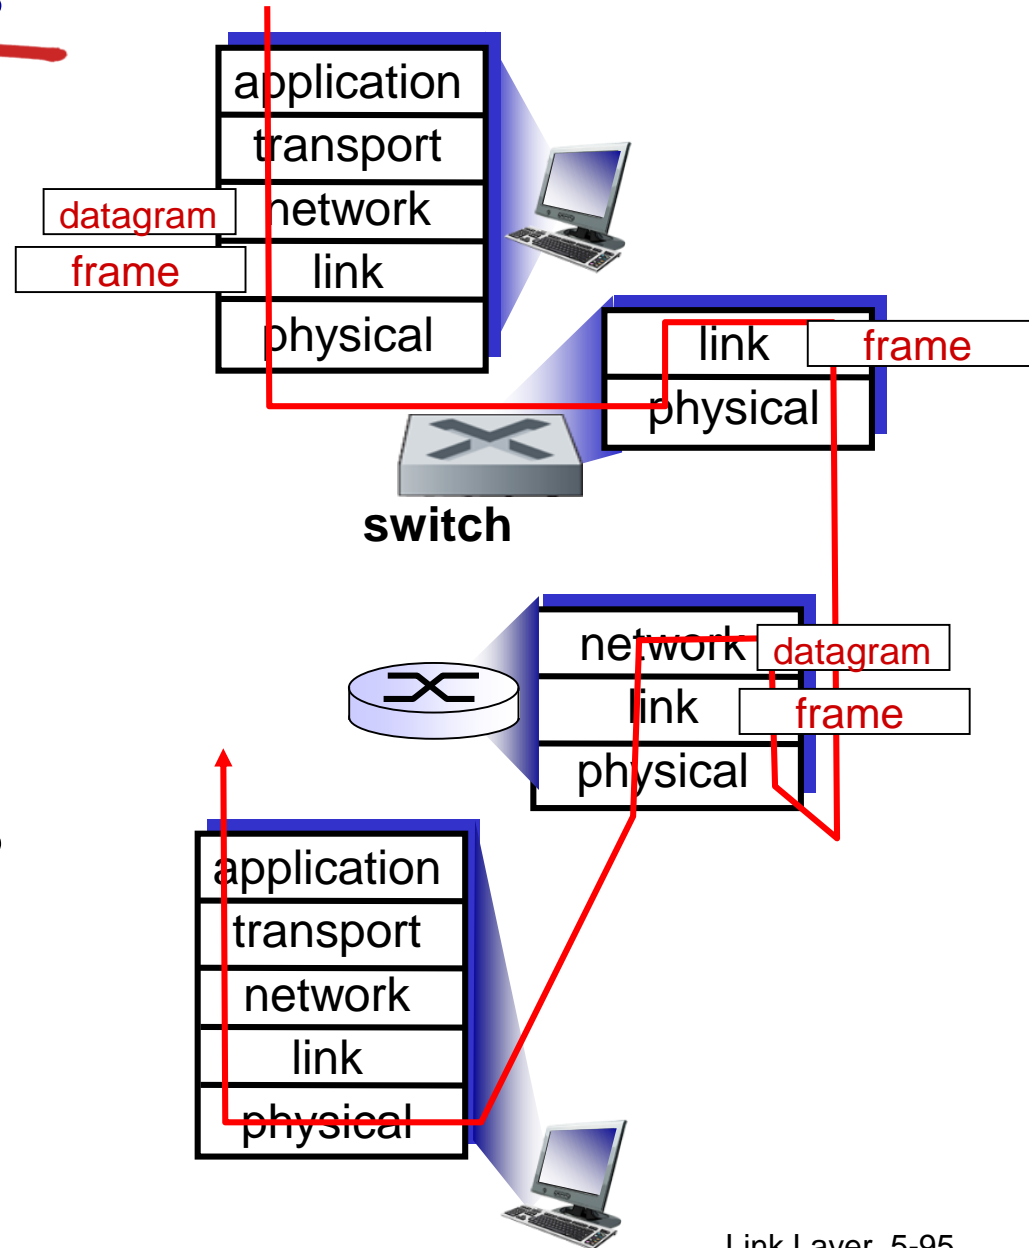 application
transport
datagram
network
frame
link
physical
link
frame
physical
switch
network
datagram
link
frame
physical
application
transport
network
link
physical
Link Layer 5-95